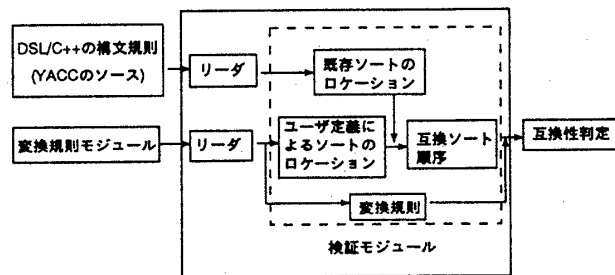 DSL/C++の構文規則
(YACCのソース)
リーダ
既存ソートの
ロケーション
変換規則モジュール
リーダ
ユーザ定義に
よるソートの
ロケーション
互換ソート
順序
互換性判定
変換規則
検証モジュール